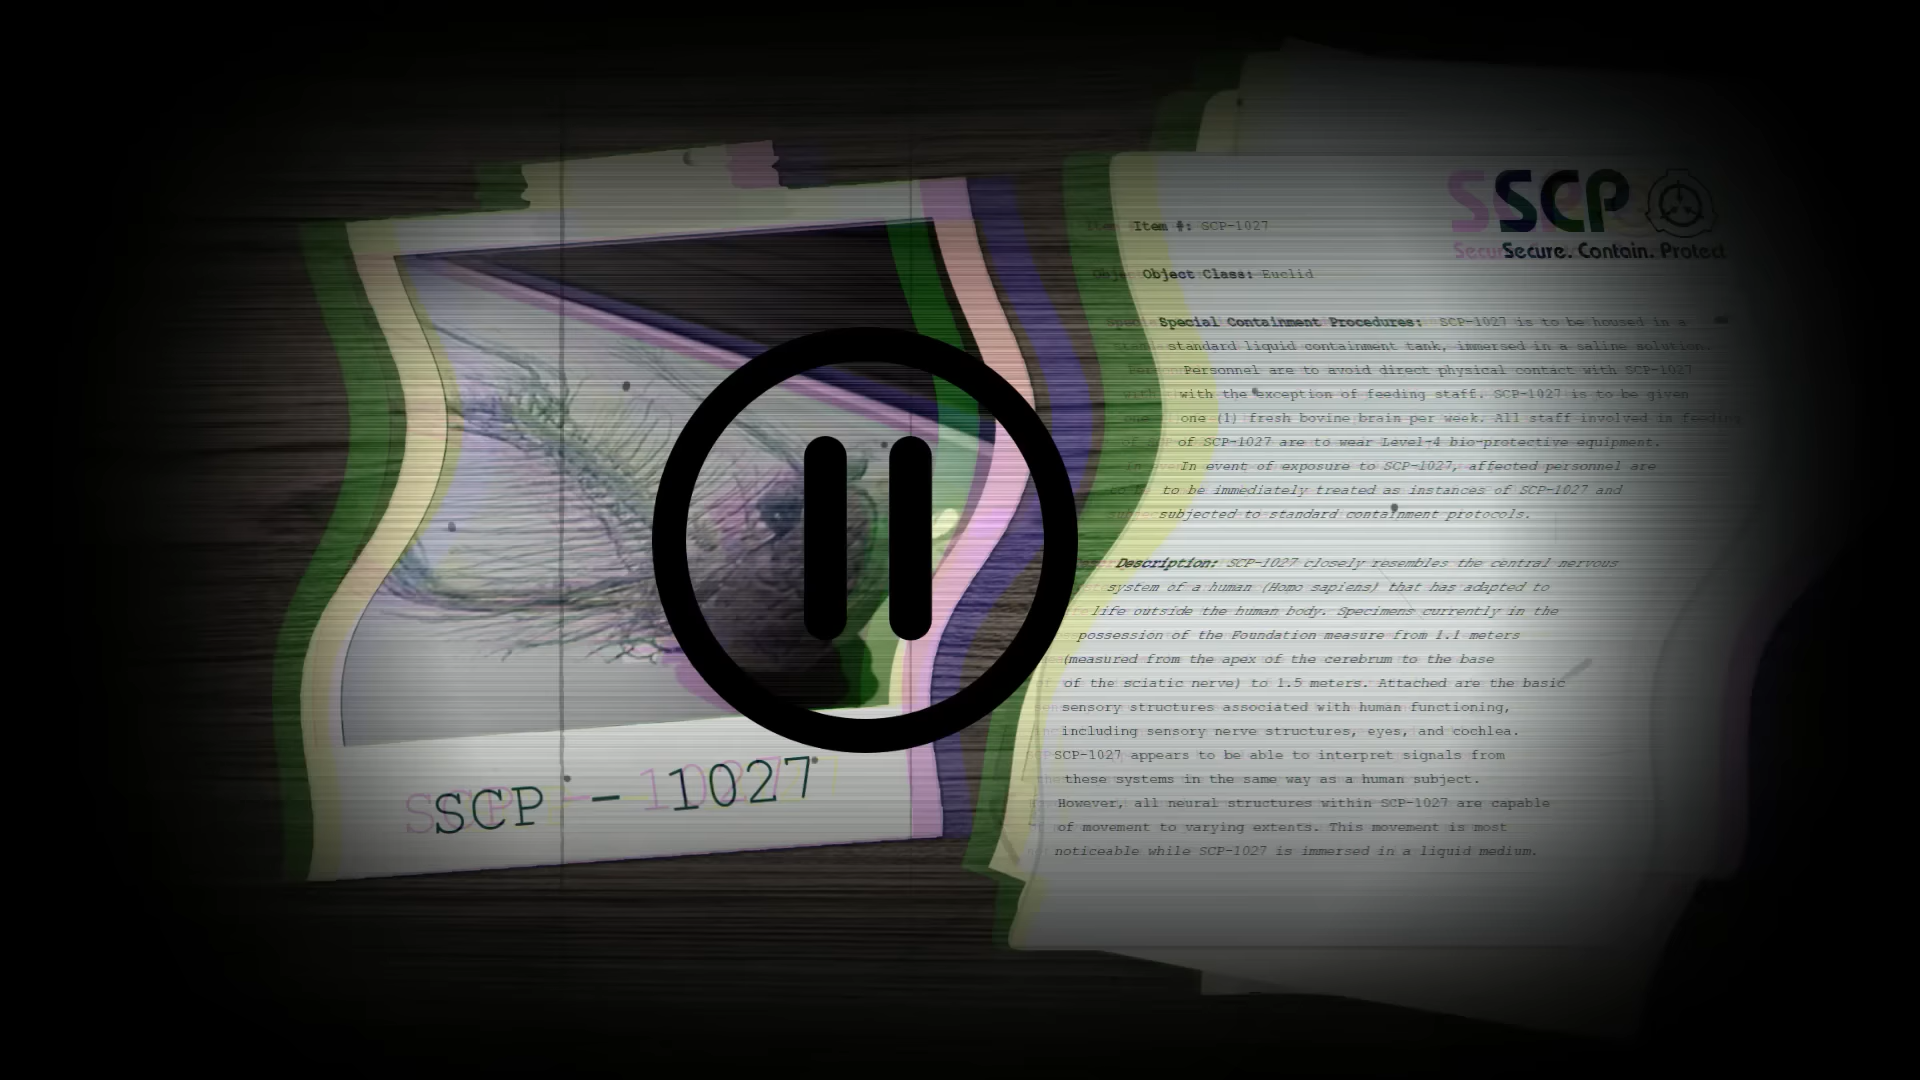 SCP
Secure. Contain. Protect
Item #: SCP-1027
Object Class: Euclid
Special Containment Procedures: SCP-1027 is to be housed in a
standard liquid containment tank, immersed in a saline solution.
Personnel are to avoid direct physical contact with SCP-1027
with the exception of feeding staff. SCP-1027 is to be given
one (1) fresh bovine brain per week. All staff involved in feeding
of SCP-1027 are to wear Level-4 bio-protective equipment.
In event of exposure to SCP-1027, affected personnel are
to be immediately treated as instances of SCP-1027 and
subjected to standard containment protocols.
Description: SCP-1027 closely resembles the central nervous
system of a human (Homo sapiens) that has adapted to
life outside the human body. Specimens currently in the
possession of the Foundation measure from 1.1 meters
(measured from the apex of the cerebrum to the base
of the sciatic nerve) to 1.5 meters. Attached are the basic
sensory structures associated with human functioning,
including sensory nerve structures, eyes, and cochlea.
SCP-1027 appears to be able to interpret signals from
these systems in the same way as a human subject.
However, all neural structures within SCP-1027 are capable
of movement to varying extents. This movement is most
noticeable while SCP-1027 is immersed in a liquid medium.
SCP - 1027